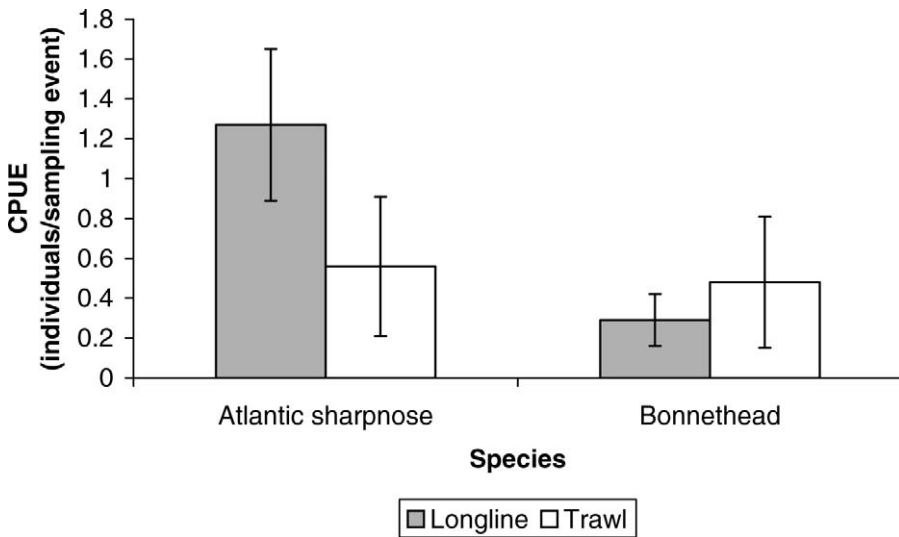 CPUE
(individuals/sampling event)
1.8
1.6
1.4
1.2
1
0.8
0.6
0.4
0.2
0
Atlantic sharpnose Bonnethead
Species
Longline Trawl